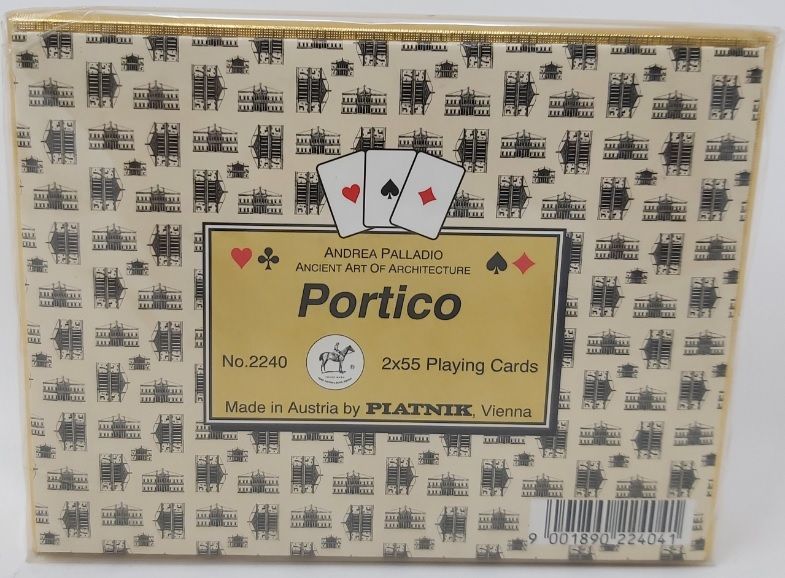 ANDREA PALLADIO
ANCIENT ART OF ARCHITECTURE
Portico
No.2240
2x55 Playing Cards
Made in Austria by PIATNIK, Vienna
9 001890 224041